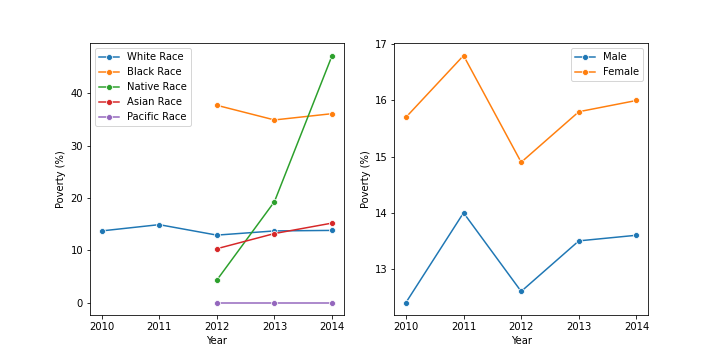 White Race
Black Race
Native Race
Asian Race
Pacific Race
Poverty (%)
40
30
20
10
0
2010 2011 2012 2013 2014
Year
Male
Female
Poverty (%)
17
16
15
14
13
2010 2011 2012 2013 2014
Year